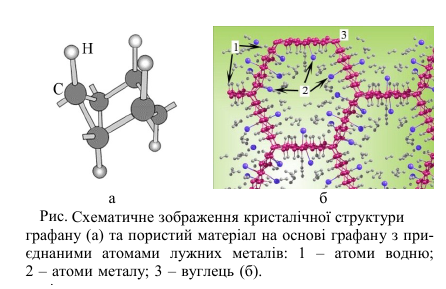 H
C
1
2
3
а
б
Рис. Схематичне зображення кристалічної структури
графану (а) та пористий матеріал на основі графану з при-
єднаними атомами лужних металів: 1 – атоми водню;
2 – атоми металу; 3 – вуглець (б).